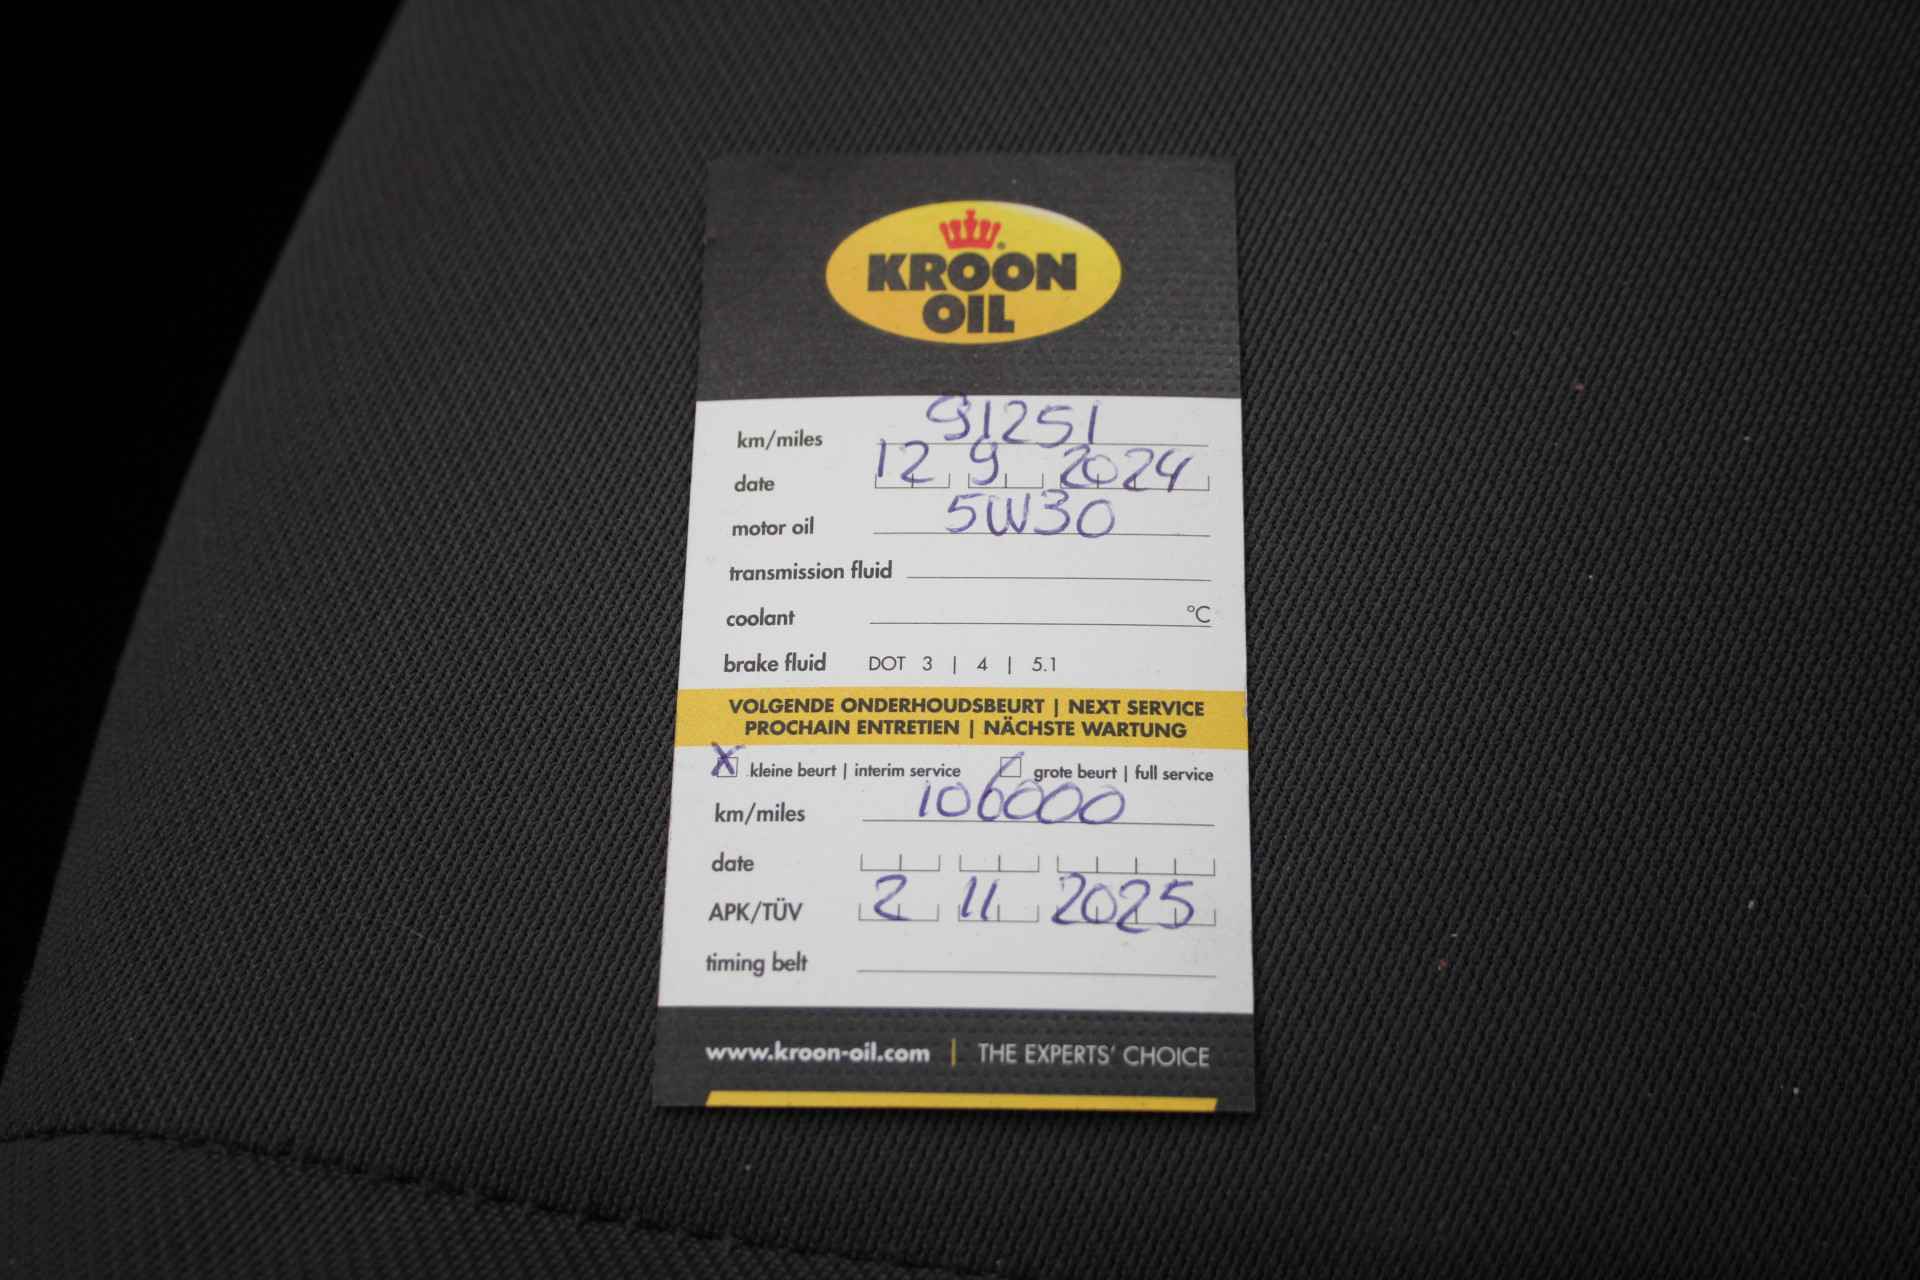 KROON
OIL
km/miles 91251
date 12 9 2024
motor oil 5W30
transmission fluid
coolant °C
brake fluid DOT 3 | 4 | 5.1
VOLGENDE ONDERHOUDSBEURT | NEXT SERVICE
PROCHAIN ENTRETIEN | NÄCHSTE WARTUNG
X kleine beurt | interim service grote beurt | full service
km/miles 106000
date
APK/TÜV 2 11 2025
timing belt
www.kroon-oil.com | THE EXPERTS' CHOICE